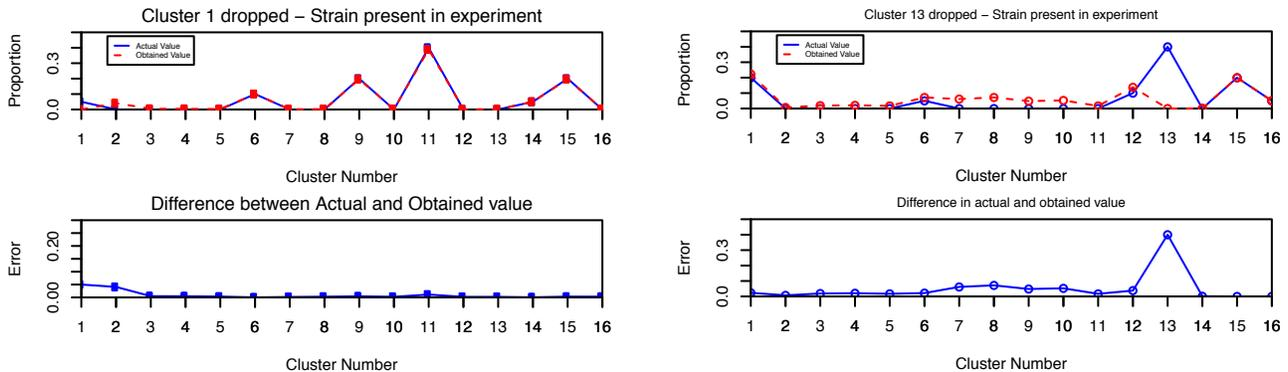 Cluster 1 dropped – Strain present in experiment
Proportion
0.0 0.3
Actual Value
Obtained Value
1 2 3 4 5 6 7 8 9 10 11 12 13 14 15 16
Cluster Number
Difference between Actual and Obtained value
Error
0.00 0.20
1 2 3 4 5 6 7 8 9 10 11 12 13 14 15 16
Cluster Number
Cluster 13 dropped – Strain present in experiment
Proportion
0.0 0.3
Actual Value
Obtained Value
1 2 3 4 5 6 7 8 9 10 11 12 13 14 15 16
Cluster Number
Difference in actual and obtained value
Error
0.0 0.3
1 2 3 4 5 6 7 8 9 10 11 12 13 14 15 16
Cluster Number